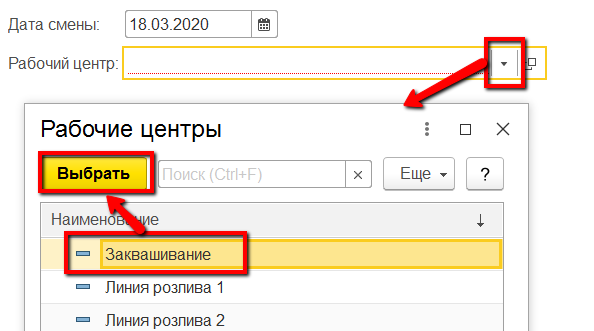 Дата смены: 18.03.2020
Рабочий центр:
Рабочие центры
Выбрать Поиск (Ctrl+F) × Еще ?
Наименование ↓
Заквашивание
Линия розлива 1
Линия розлива 2